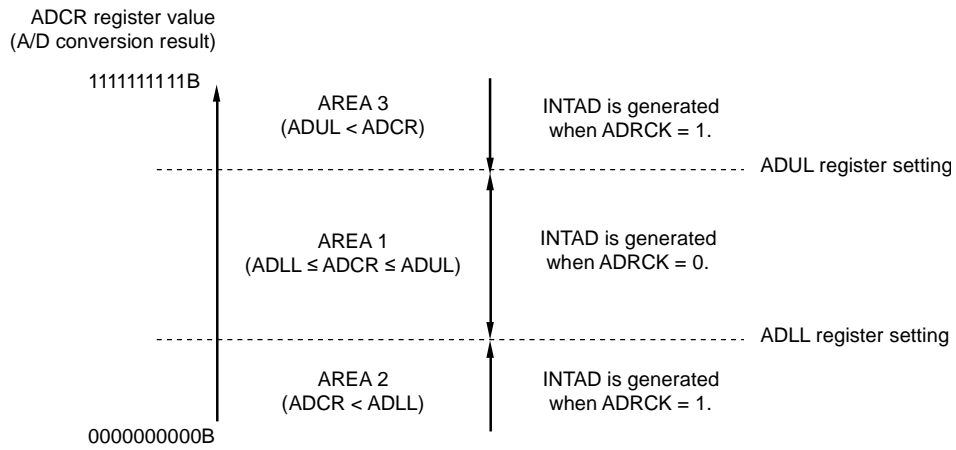 ADCR register value
(A/D conversion result)
1111111111B
AREA 3
(ADUL < ADCR)
INTAD is generated
when ADRCK = 1.
ADUL register setting
AREA 1
(ADLL ≤ ADCR ≤ ADUL)
INTAD is generated
when ADRCK = 0.
ADLL register setting
AREA 2
(ADCR < ADLL)
INTAD is generated
when ADRCK = 1.
0000000000B